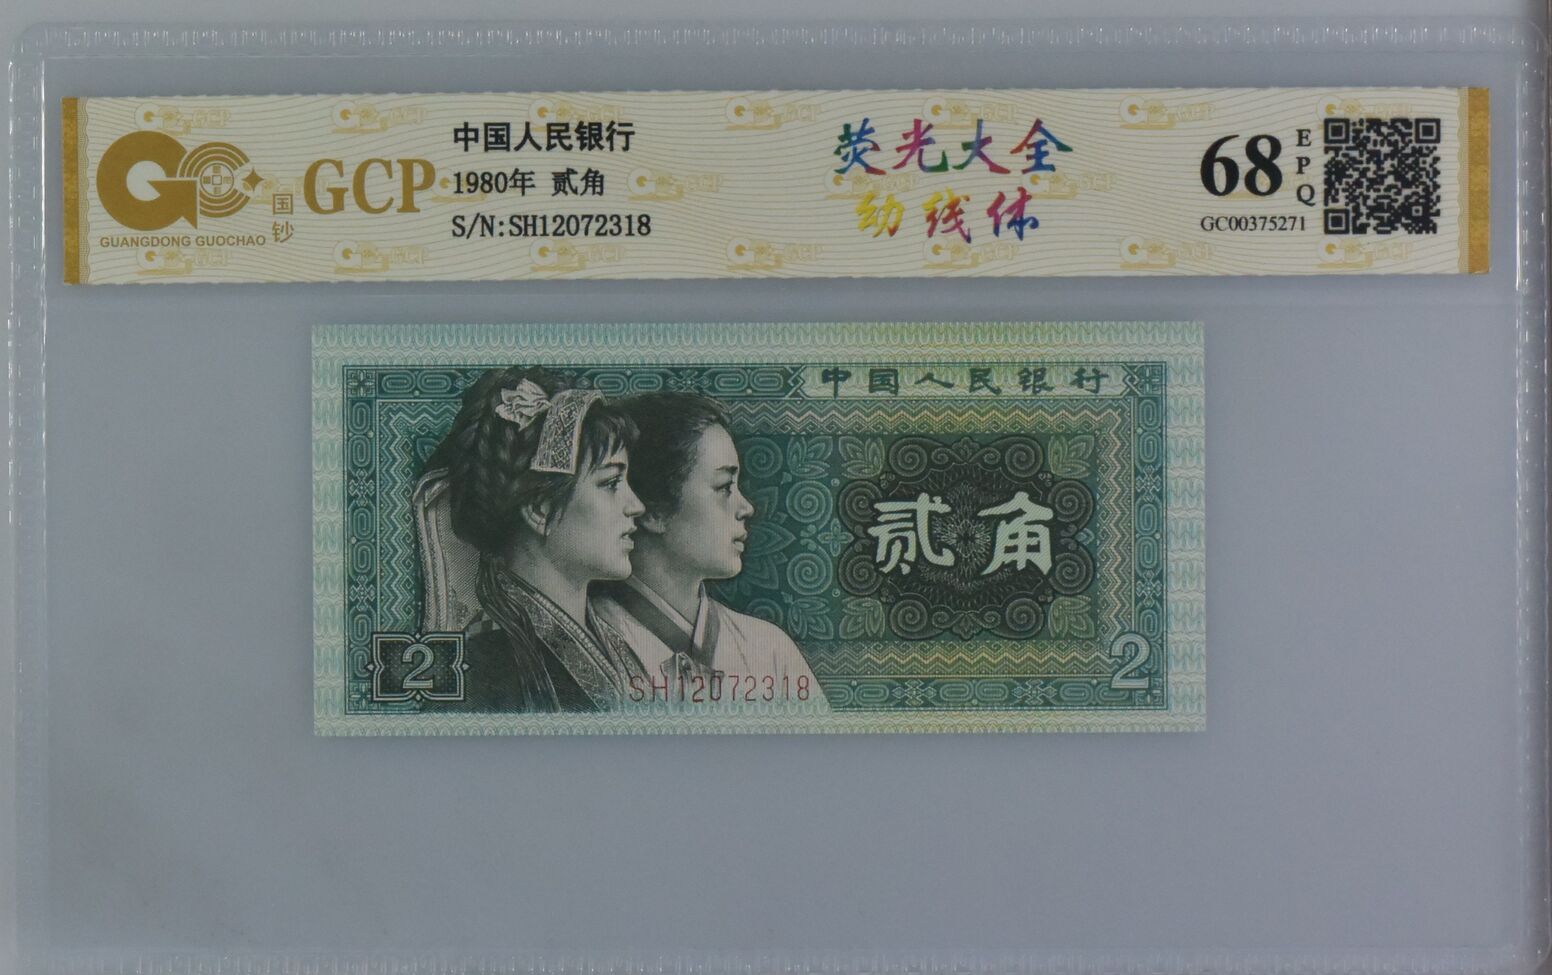 GUANGDONG GUOCHAO
国钞
GCP
中国人民银行
1980年 贰角
S/N:SH12072318
荧光大全
幼线体
68
EPQ
GC00375271
中国人民银行
贰角
2
2
SH12072318